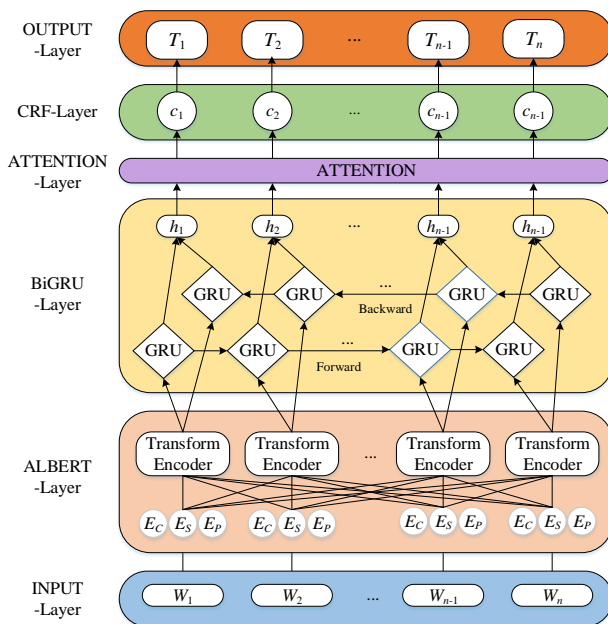 OUTPUT
-Layer
T1 T2 ... Tn-1 Tn
CRF-Layer
c1 c2 ... cn-1 cn-1
ATTENTION
-Layer
ATTENTION
h1 h2 ... hn-1 hn-1
BiGRU
-Layer
GRU GRU ... GRU GRU
Backward
GRU GRU ... GRU GRU
Forward
ALBERT
-Layer
Transform Transform ... Transform Transform
Encoder Encoder Encoder Encoder
EC ES EP EC ES EP EC ES EP EC ES EP
INPUT
-Layer
W1 W2 ... Wn-1 Wn